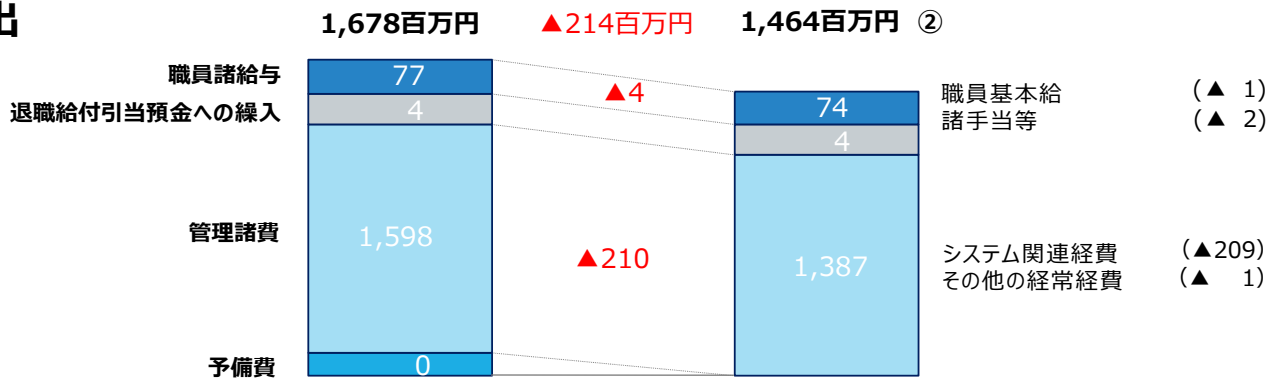 出
1,678百万円 ▲214百万円 1,464百万円 ②
職員諸給与 77 ▲4 74 職員基本給 (▲ 1)
諸手当等 (▲ 2)
退職給付引当預金への繰入 4 4
管理諸費 1,598 ▲210 1,387 システム関連経費 (▲209)
その他の経常経費 (▲ 1)
予備費 0